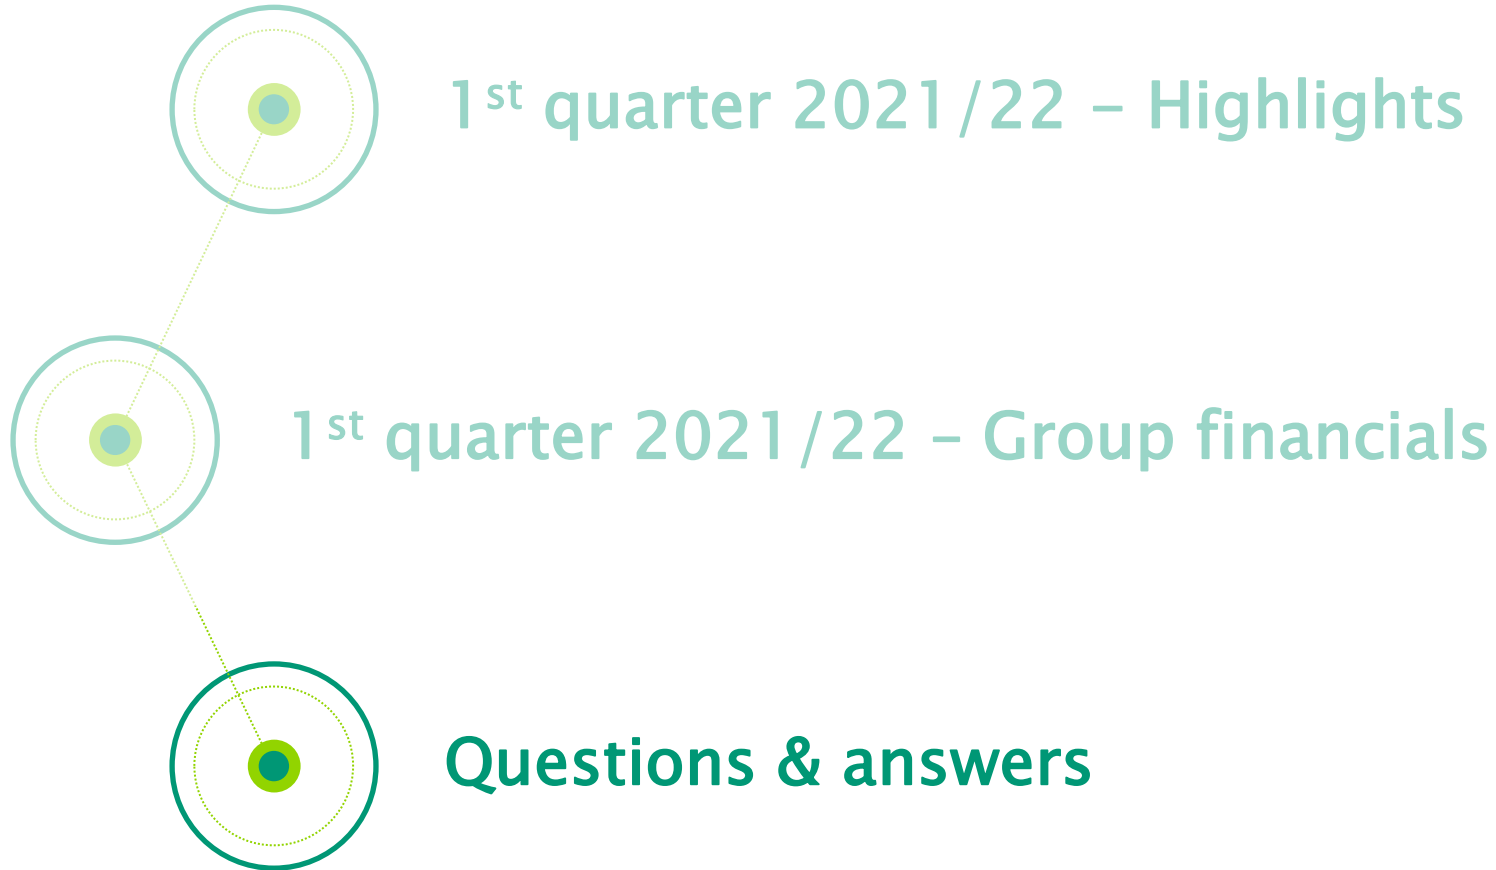 1st quarter 2021/22 – Highlights
1st quarter 2021/22 – Group financials
Questions & answers